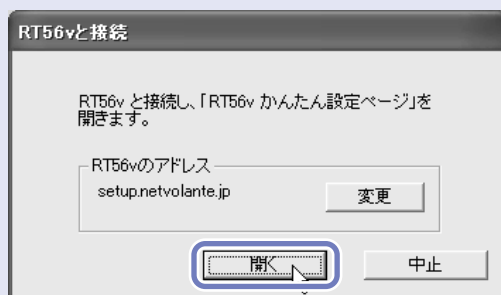 RT56vと接続
RT56v と接続し、「RT56v かんたん設定ページ」を
開きます。
RT56vのアドレス
setup.netvolante.jp
変更
開く
中止